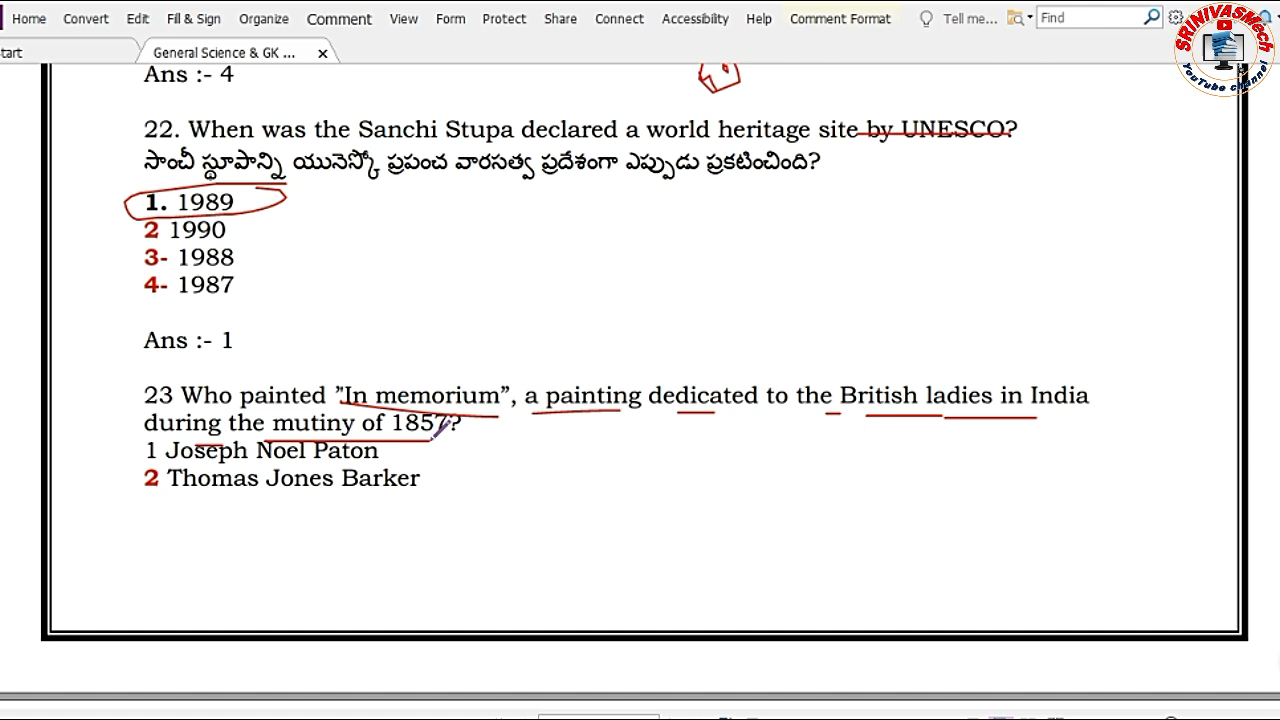 Home Convert Edit Fill & Sign Organize Comment View Form Protect Share Connect Accessibility Help Comment Format Tell me... Find
tart General Science & GK ... ×
SRINIVASMech
YouTube channel
Ans :- 4
22. When was the Sanchi Stupa declared a world heritage site by UNESCO?
సాంచీ స్థూపాన్ని యునెస్కో ప్రపంచ వారసత్వ ప్రదేశంగా ఎప్పుడు ప్రకటించింది?
1. 1989
2 1990
3- 1988
4- 1987
Ans :- 1
23 Who painted ”In memorium”, a painting dedicated to the British ladies in India
during the mutiny of 1857?
1 Joseph Noel Paton
2 Thomas Jones Barker